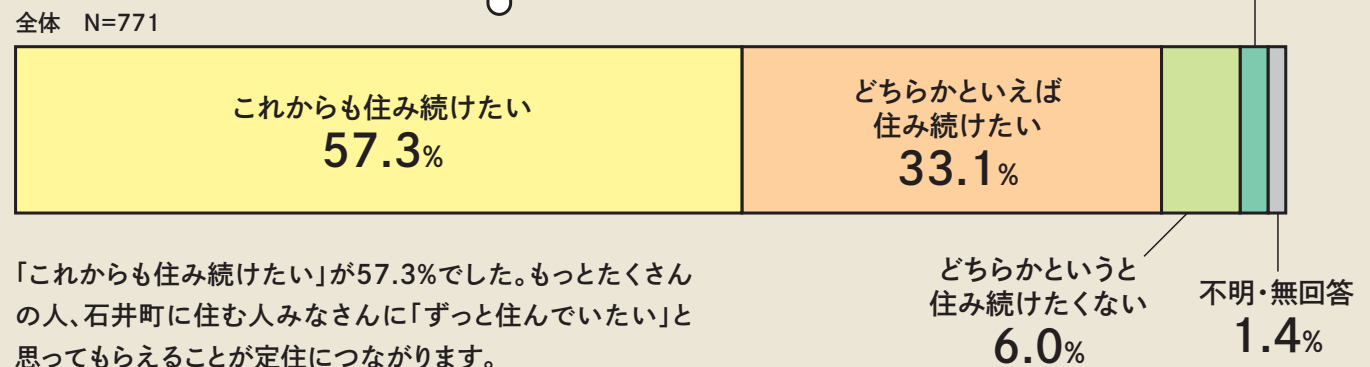 全体　N=771
これからも住み続けたい
57.3%
どちらかといえば
住み続けたい
33.1%
どちらかというと
住み続けたくない
6.0%
不明・無回答
1.4%
「これからも住み続けたい」が57.3%でした。もっとたくさん
の人、石井町に住む人みなさんに「ずっと住んでいたい」と
思ってもらえることが定住につながります。